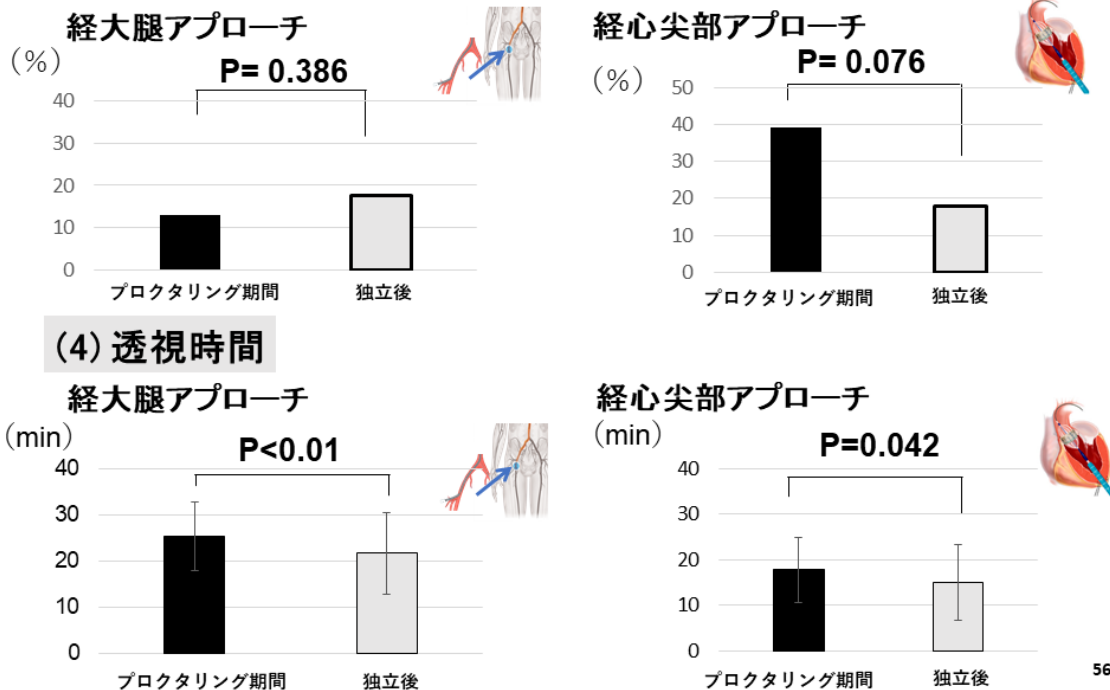 経大腿アプローチ
(%)
P= 0.386
40
30
20
10
0
プロクタリング期間
独立後
経心尖部アプローチ
(%)
P= 0.076
50
40
30
20
10
0
プロクタリング期間
独立後
(4) 透視時間
経大腿アプローチ
(min)
P<0.01
40
30
20
10
0
プロクタリング期間
独立後
経心尖部アプローチ
(min)
P=0.042
40
30
20
10
0
プロクタリング期間
独立後
56